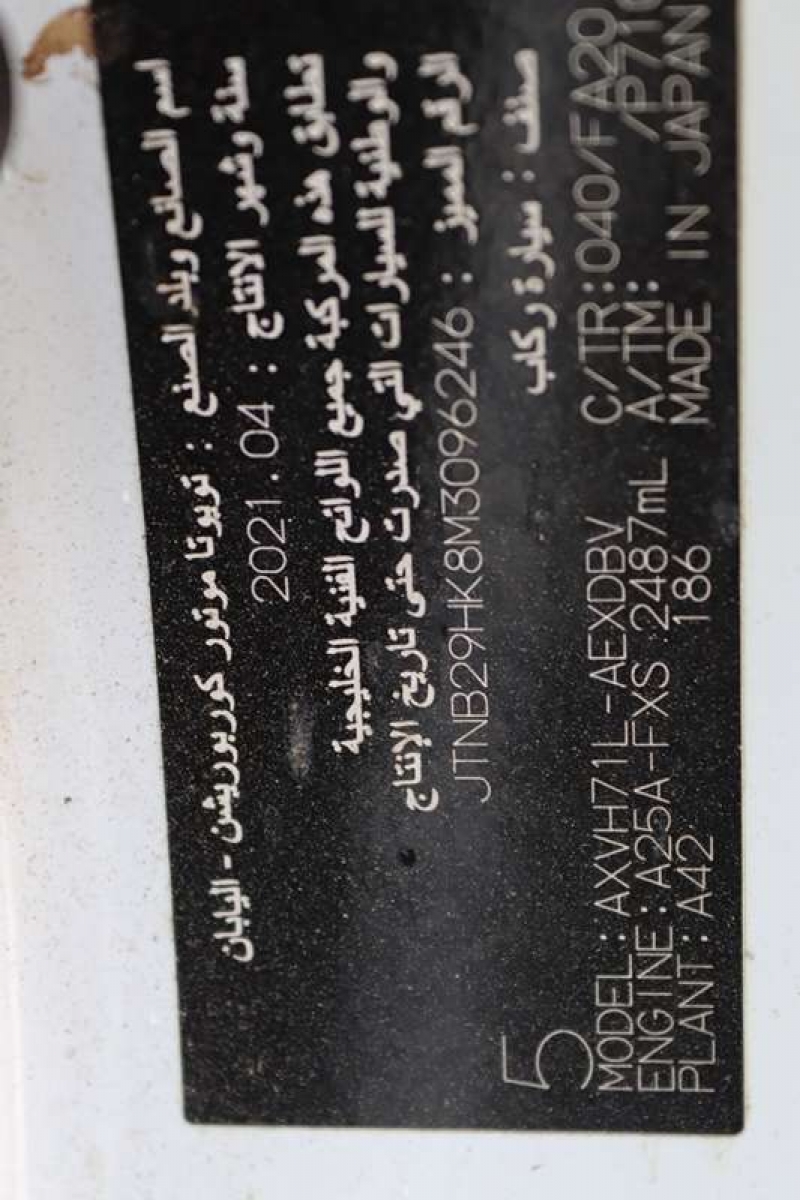 اسم الصانع وبلد الصنع : تويوتا موتور كوربوريشن - اليابان
سنة وشهر الانتاج : 2021.04
تطابق هذه المركبة جميع اللوائح الفنية الخليجية
والوطنية للسيارات التي صدرت حتى تاريخ الإنتاج
الرقم المميز : JTNB29HK8M3096246
صنف : سيارة ركاب
5
MODEL : AXVH71L-AEXDBV C/TR: 040/FA20
ENGINE : A25A-FXS 2487mL A/TM: /P710
PLANT : A42 186 MADE IN JAPAN